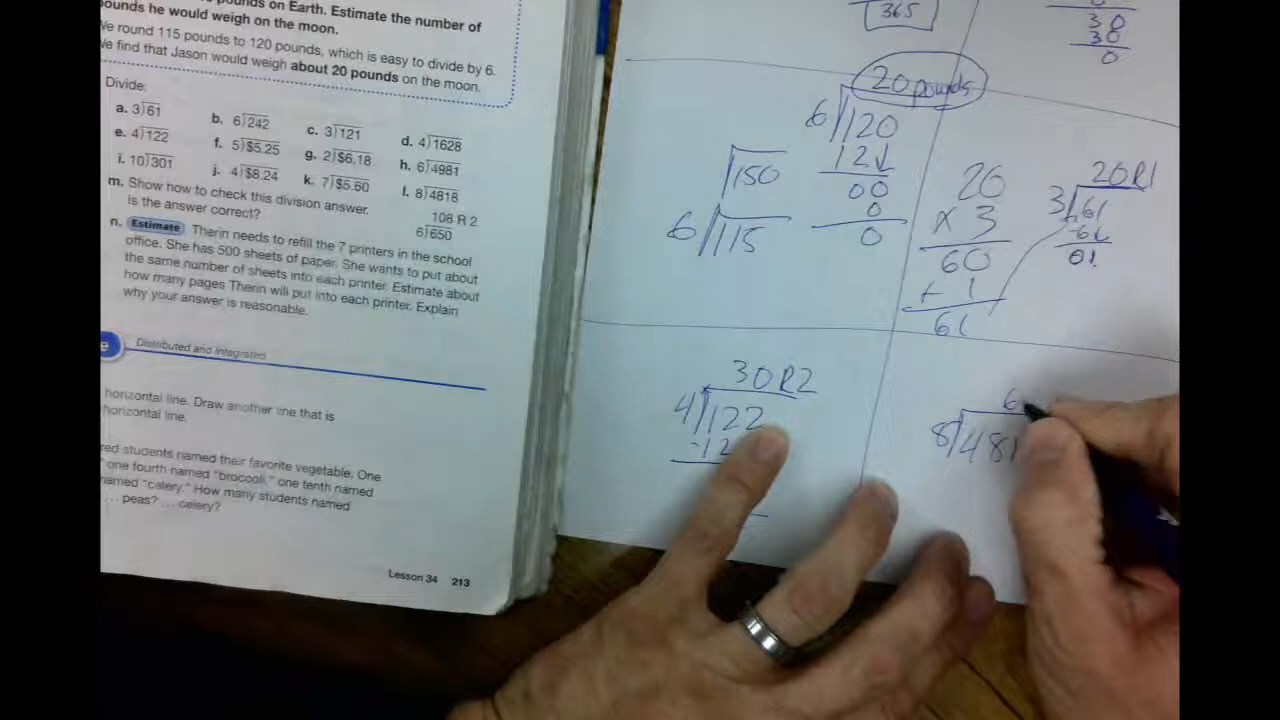 pounds on Earth. Estimate the number of
pounds he would weigh on the moon.
We round 115 pounds to 120 pounds, which is easy to divide by 6.
We find that Jason would weigh about 20 pounds on the moon.
Divide:
a. 3)61 b. 6)242 c. 3)121 d. 4)1628
e. 4)122 f. 5)$5.25 g. 2)$6.18 h. 6)4981
i. 10)301 j. 4)$8.24 k. 7)$5.60 l. 8)4818
m. Show how to check this division answer.
Is the answer correct?
108 R 2
6)650
n. Estimate Therin needs to refill the 7 printers in the school
office. She has 500 sheets of paper. She wants to put about
the same number of sheets into each printer. Estimate about
how many pages Therin will put into each printer. Explain
why your answer is reasonable.
Distributed and Integrated
horizontal line. Draw another line that is
horizontal line.
red students named their favorite vegetable. One
one fourth named "broccoli," one tenth named
named "celery." How many students named
... peas? ... celery?
Lesson 34 213
365
30
30
0
20 pounds
6)120
12
00
0
0
)150
6)115
20
x 3
60
+ 1
61
20R1
3)61
-6
01
30 R2
4)122
-12
6
8)481